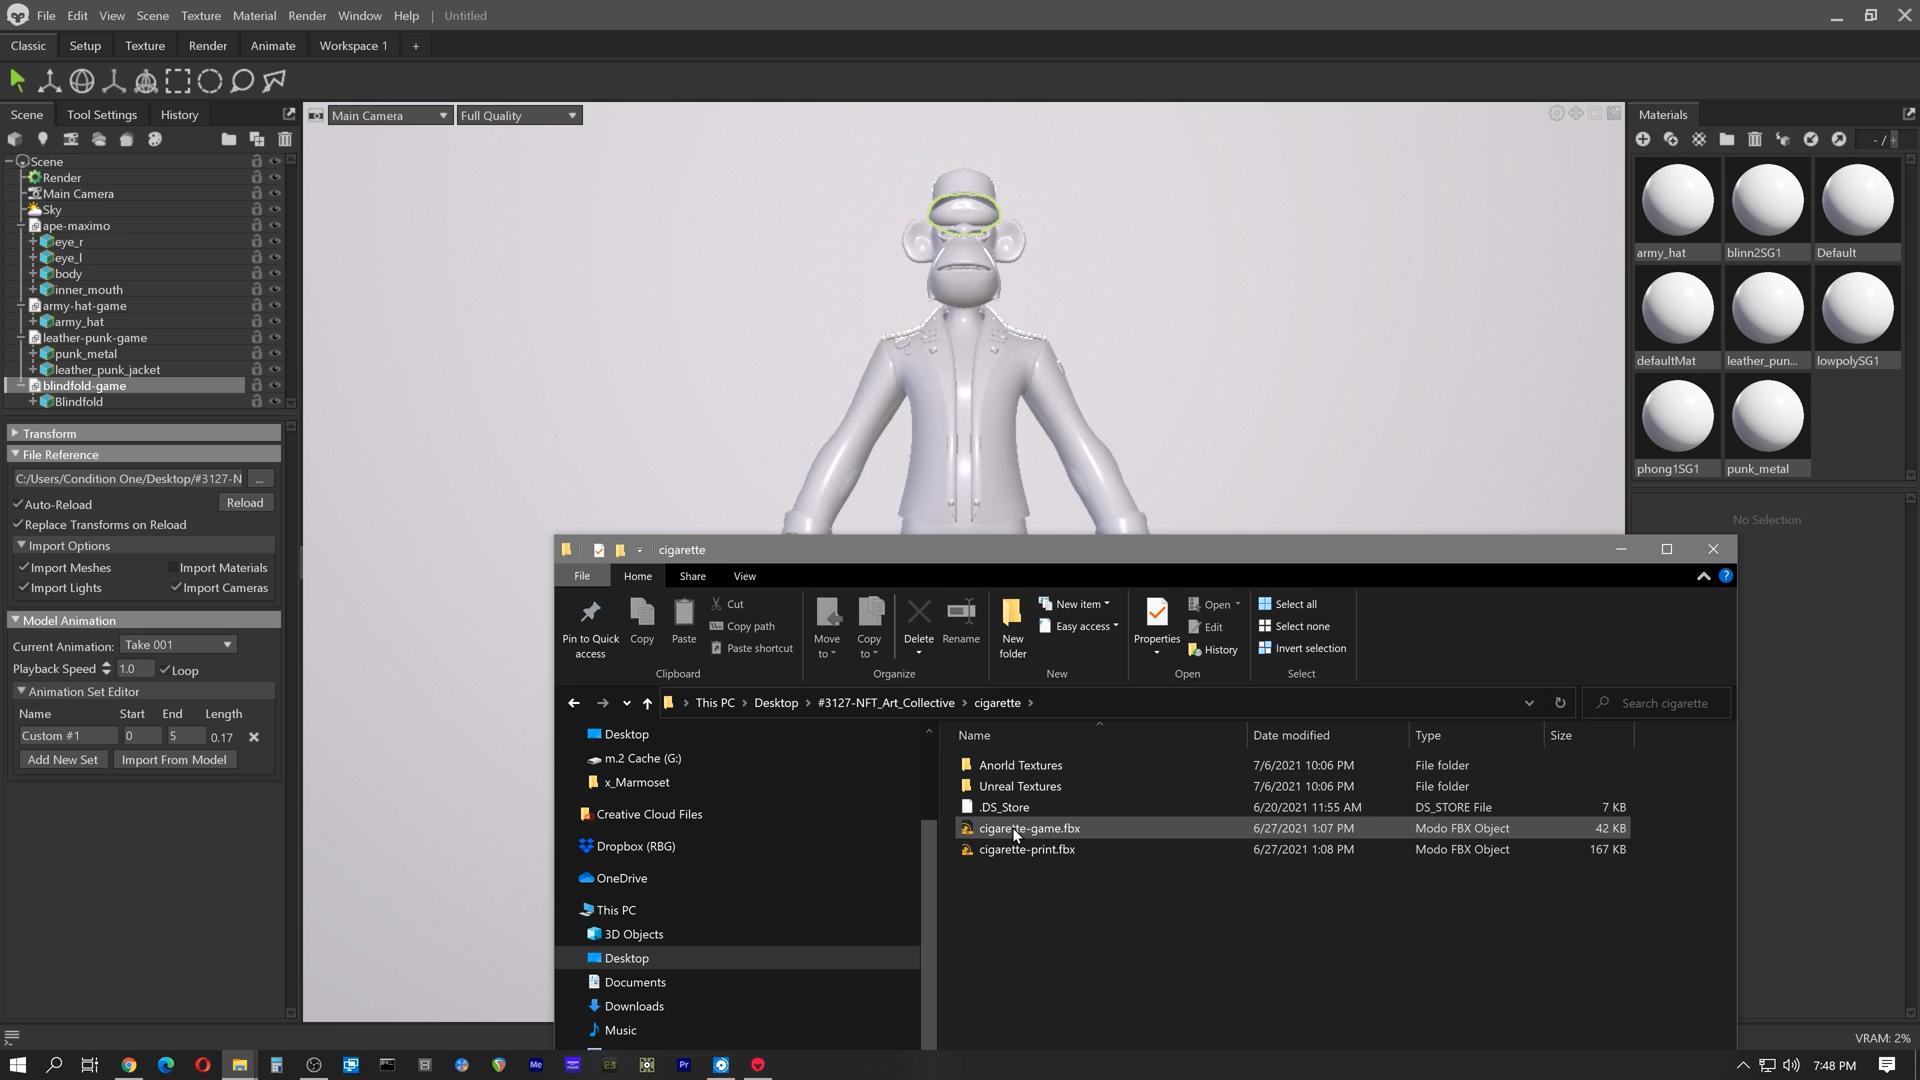 File Edit View Scene Texture Material Render Window Help | Untitled
Classic Setup Texture Render Animate Workspace 1 +
Scene Tool Settings History
Main Camera Full Quality
Materials
- / +
Scene
Render
Main Camera
Sky
ape-maximo
eye_r
eye_l
body
inner_mouth
army-hat-game
army_hat
leather-punk-game
punk_metal
leather_punk_jacket
blindfold-game
Blindfold
army_hat blinn2SG1 Default
defaultMat leather_pun... lowpolySG1
phong1SG1 punk_metal
No Selection
Transform
File Reference
C:/Users/Condition One/Desktop/#3127-N ...
Auto-Reload Reload
Replace Transforms on Reload
Import Options
Import Meshes Import Materials
Import Lights Import Cameras
Model Animation
Current Animation: Take 001
Playback Speed 1.0 Loop
Animation Set Editor
Name Start End Length
Custom #1 0 5 0.17
Add New Set Import From Model
cigarette
File Home Share View
Pin to Quick access
Copy
Paste
Cut
Copy path
Paste shortcut
Clipboard
Move to
Copy to
Delete
Rename
Organize
New folder
New item
Easy access
New
Properties
Open
Edit
History
Open
Select all
Select none
Invert selection
Select
This PC > Desktop > #3127-NFT_Art_Collective > cigarette >
Search cigarette
Desktop
m.2 Cache (G:)
x_Marmoset
Creative Cloud Files
Dropbox (RBG)
OneDrive
This PC
3D Objects
Desktop
Documents
Downloads
Music
Name Date modified Type Size
Anorld Textures 7/6/2021 10:06 PM File folder
Unreal Textures 7/6/2021 10:06 PM File folder
.DS_Store 6/20/2021 11:55 AM DS_STORE File 7 KB
cigarette-game.fbx 6/27/2021 1:07 PM Modo FBX Object 42 KB
cigarette-print.fbx 6/27/2021 1:08 PM Modo FBX Object 167 KB
VRAM: 2%
Me
Pr
7:48 PM